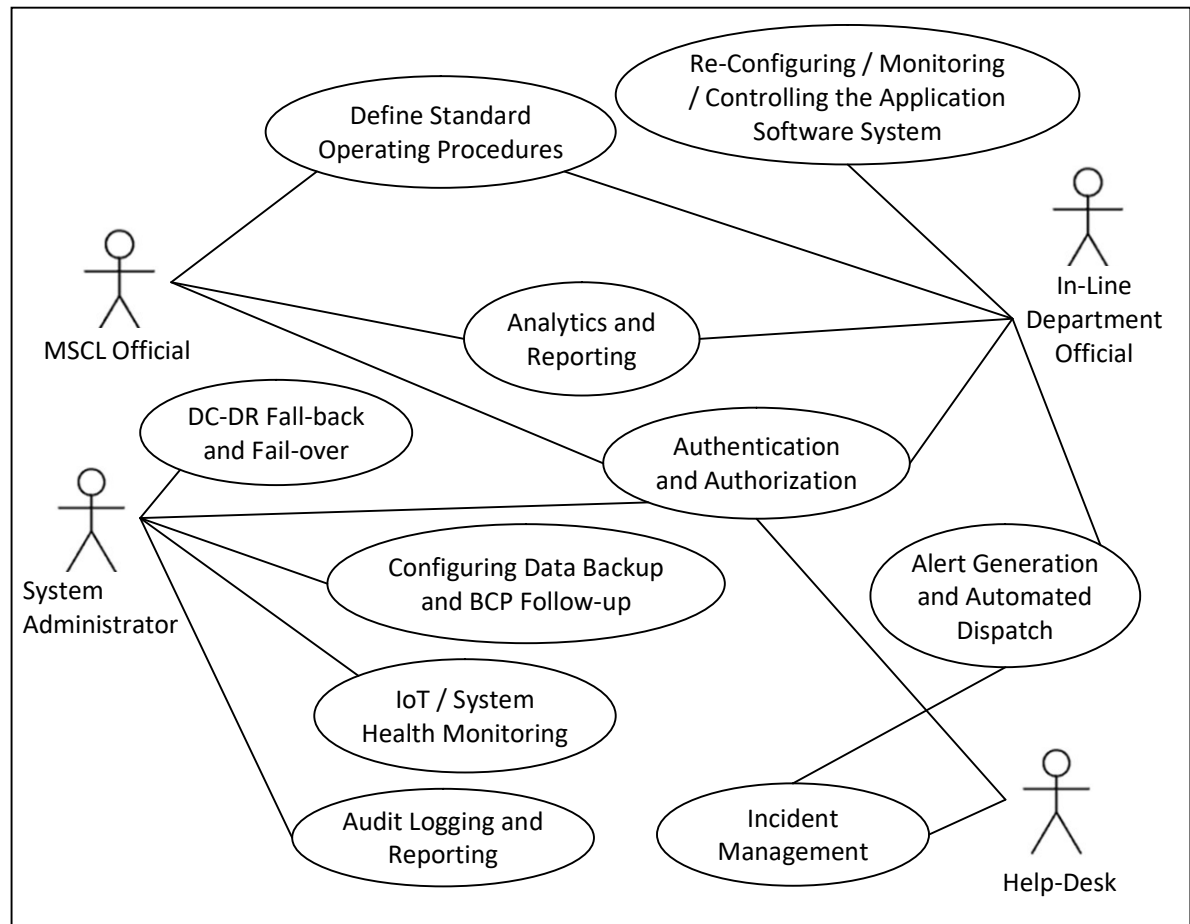 Re-Configuring / Monitoring
/ Controlling the Application
Software System
Define Standard
Operating Procedures
MSCL Official
In-Line
Department
Official
Analytics and
Reporting
DC-DR Fall-back
and Fail-over
Authentication
and Authorization
System
Administrator
Configuring Data Backup
and BCP Follow-up
Alert Generation
and Automated
Dispatch
IoT / System
Health Monitoring
Audit Logging and
Reporting
Incident
Management
Help-Desk